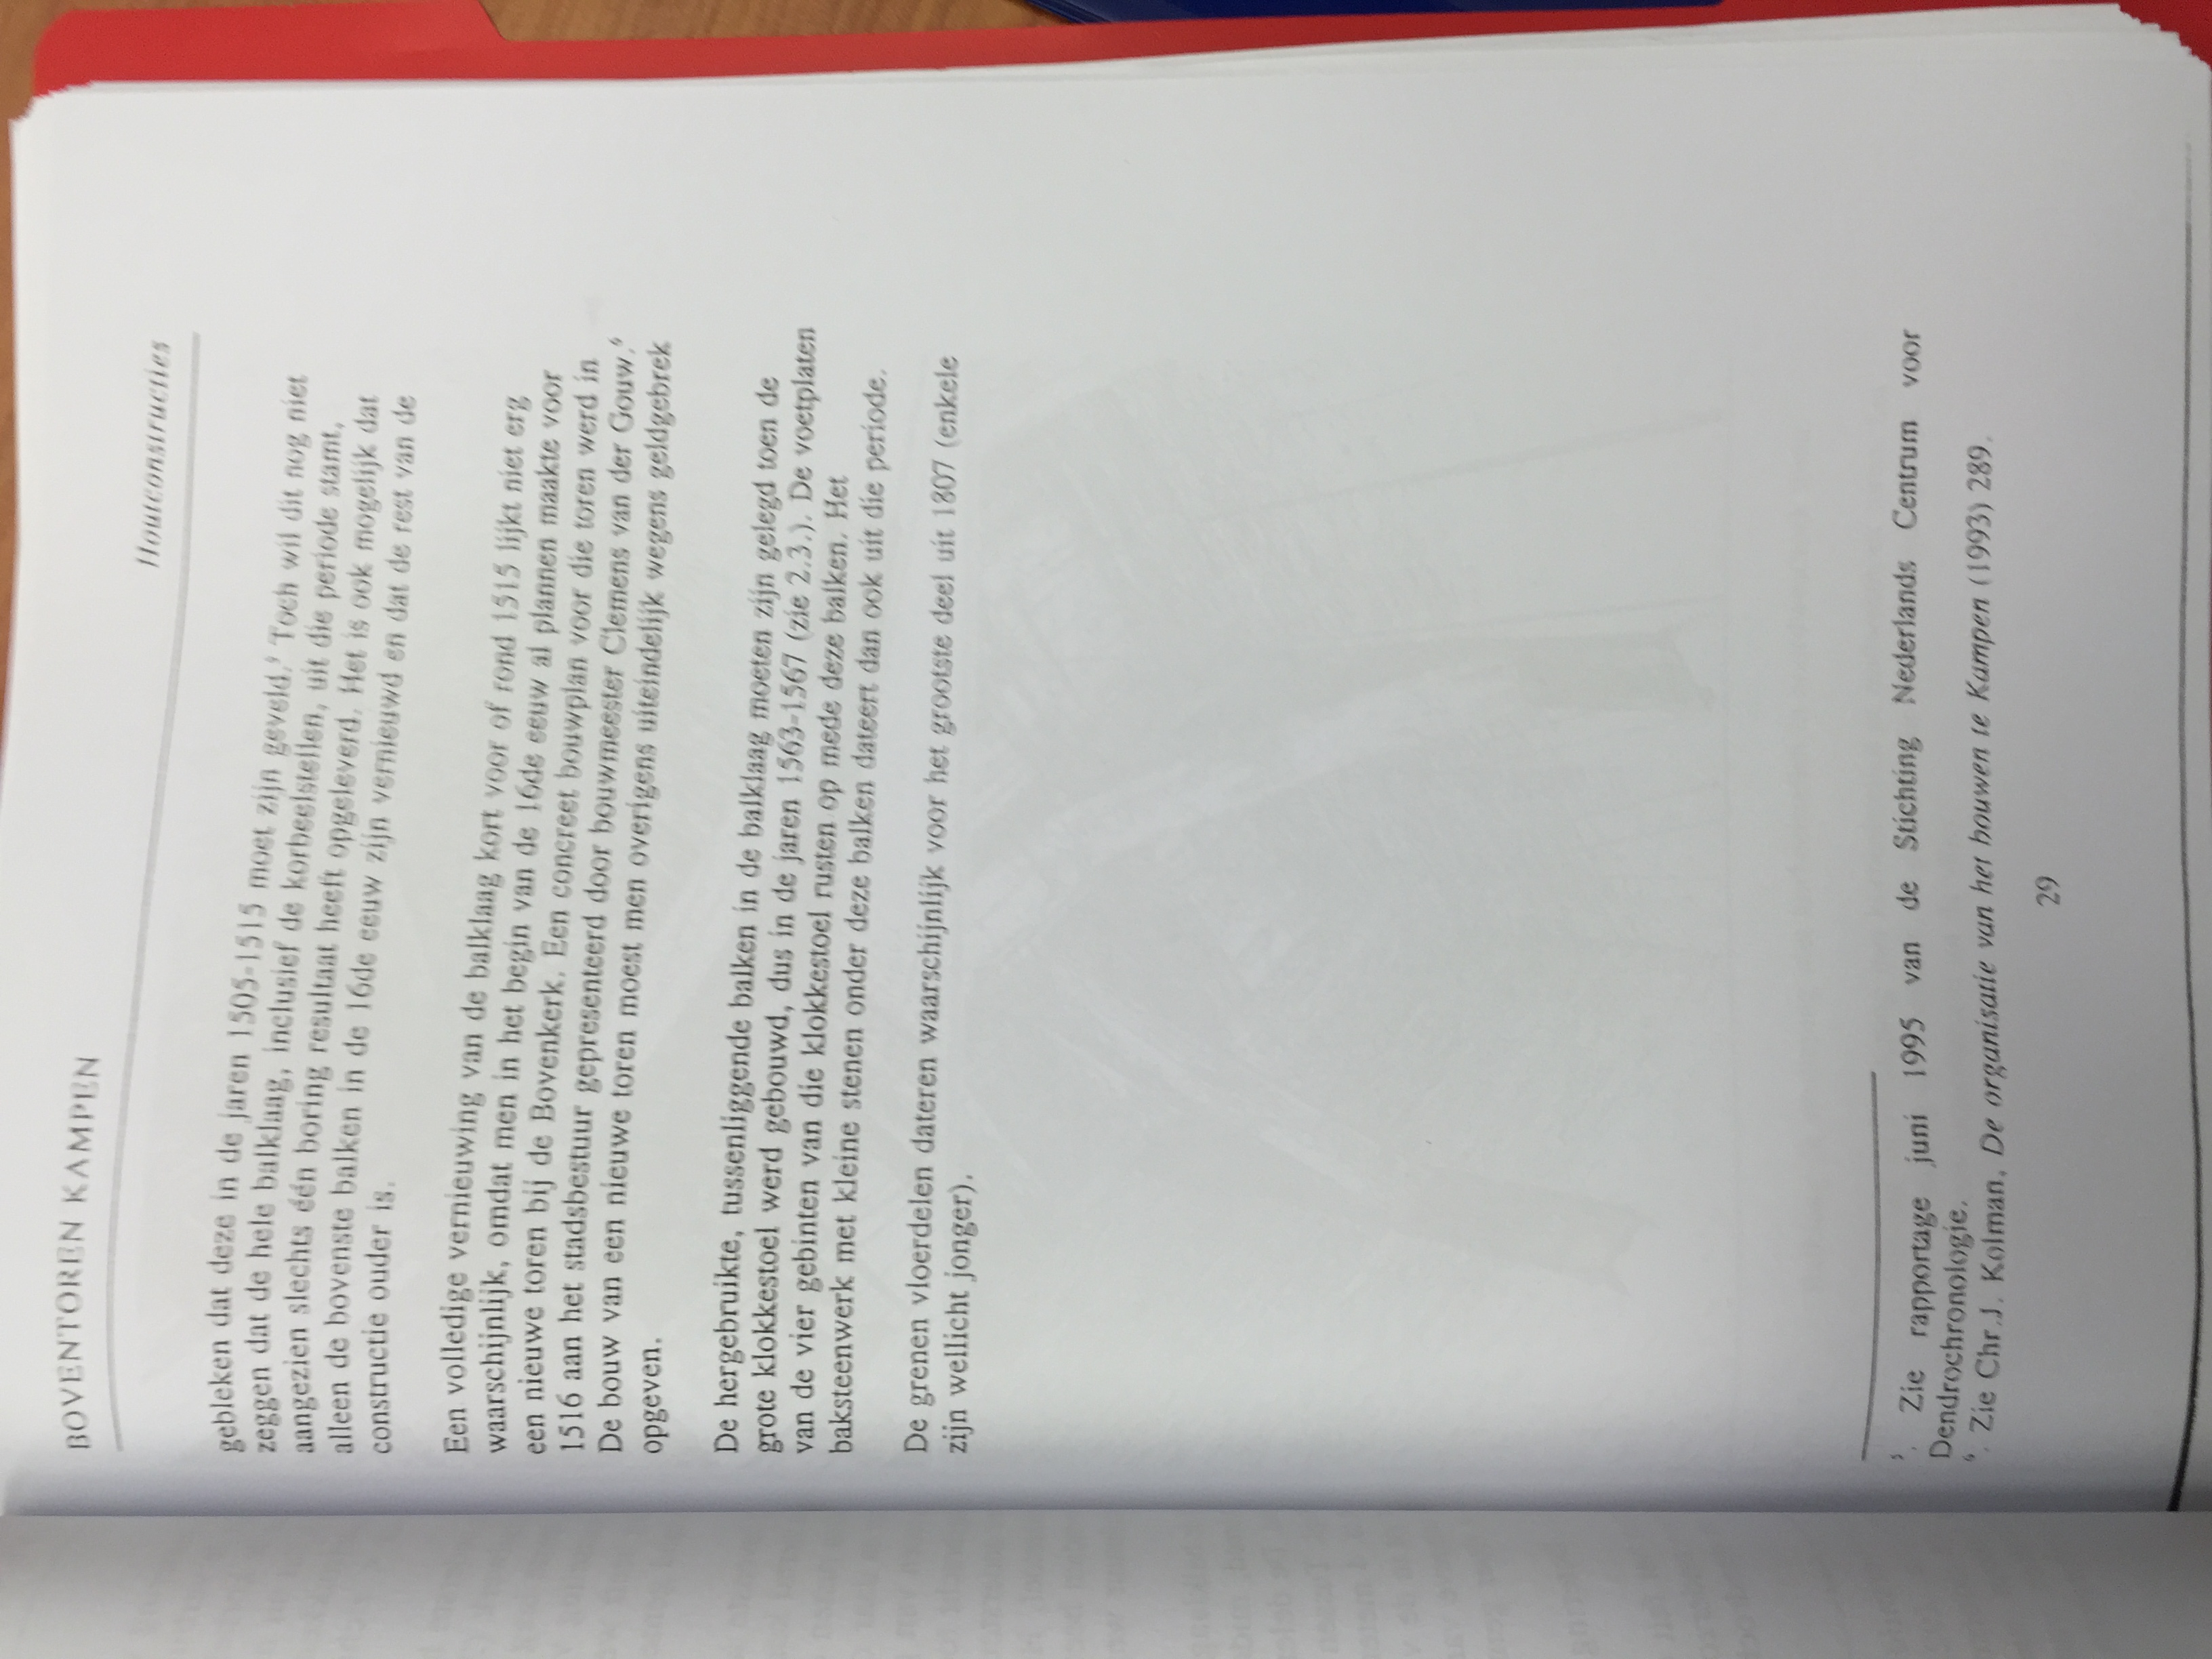 BOVENTOREN KAMPEN
Houtconstructies
gebleken dat deze in de jaren 1505-1515 moet zijn geveld.⁵ Toch wil dit nog niet
zeggen dat de hele balklaag, inclusief de korbeelstellen, uit die periode stamt,
aangezien slechts één boring resultaat heeft opgeleverd. Het is ook mogelijk dat
alleen de bovenste balken in de 16de eeuw zijn vernieuwd en dat de rest van de
constructie ouder is.
Een volledige vernieuwing van de balklaag kort voor of rond 1515 lijkt niet erg
waarschijnlijk, omdat men in het begin van de 16de eeuw al plannen maakte voor
een nieuwe toren bij de Bovenkerk. Een concreet bouwplan voor die toren werd in
1516 aan het stadsbestuur gepresenteerd door bouwmeester Clemens van der Gouw.⁶
De bouw van een nieuwe toren moest men overigens uiteindelijk wegens geldgebrek
opgeven.
De hergebruikte, tussenliggende balken in de balklaag moeten zijn gelegd toen de
grote klokkestoel werd gebouwd, dus in de jaren 1563-1567 (zie 2.3.). De voetplaten
van de vier gebinten van die klokkestoel rusten op mede deze balken. Het
baksteenwerk met kleine stenen onder deze balken dateert dan ook uit die periode.
De grenen vloerdelen dateren waarschijnlijk voor het grootste deel uit 1807 (enkele
zijn wellicht jonger).
⁵. Zie rapportage juni 1995 van de Stichting Nederlands Centrum voor
Dendrochronologie.
⁶. Zie Chr.J. Kolman, De organisatie van het bouwen te Kampen (1993) 289.
29